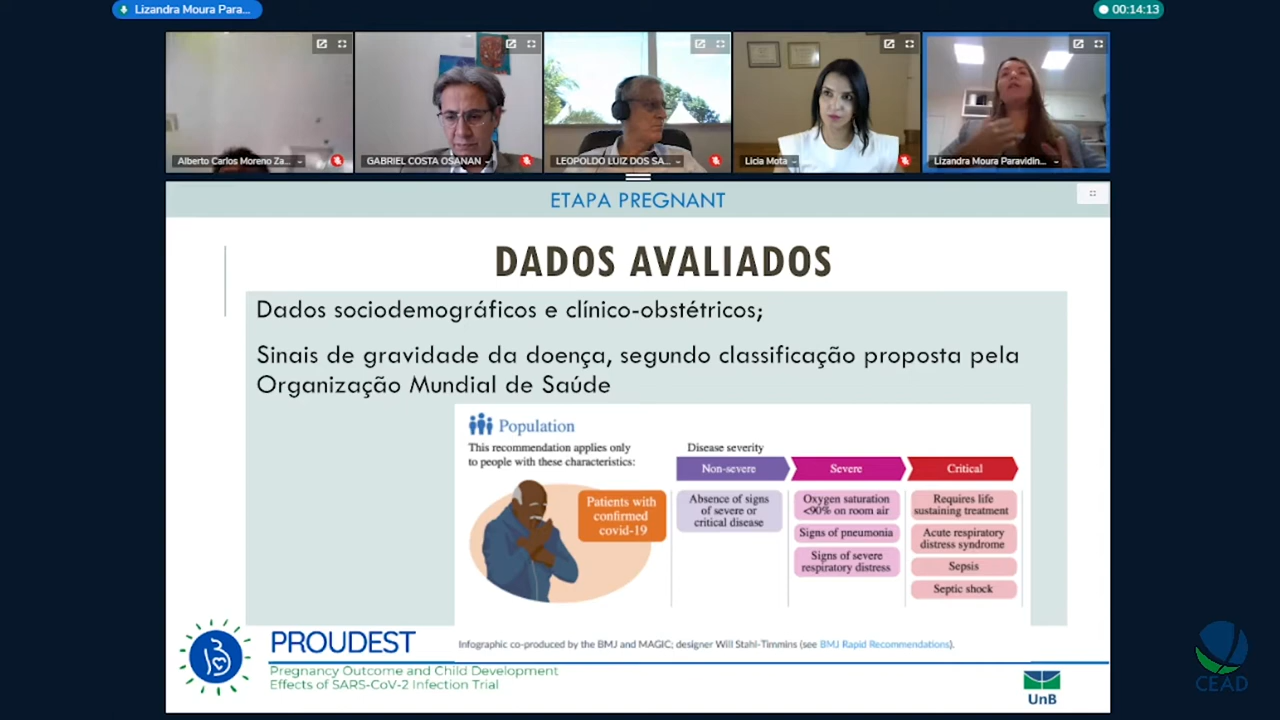 Lizandra Moura Para...
00:14:13
Alberto Carlos Moreno Za...
GABRIEL COSTA OSANAN
LEOPOLDO LUIZ DOS SA...
Licia Mota
Lizandra Moura Paravidin...
ETAPA PREGNANT
DADOS AVALIADOS
Dados sociodemográficos e clínico-obstétricos;
Sinais de gravidade da doença, segundo classificação proposta pela
Organização Mundial de Saúde
Population
This recommendation applies only
to people with these characteristics:
Patients with
confirmed
covid-19
Disease severity
Non-severe
Severe
Critical
Absence of signs
of severe or
critical disease
Oxygen saturation
<90% on room air
Signs of pneumonia
Signs of severe
respiratory distress
Requires life
sustaining treatment
Acute respiratory
distress syndrome
Sepsis
Septic shock
Infographic co-produced by the BMJ and MAGIC; designer Will Stahl-Timmins (see BMJ Rapid Recommendations).
PROUDEST
Pregnancy Outcome and Child Development
Effects of SARS-CoV-2 Infection Trial
UnB
CEAD